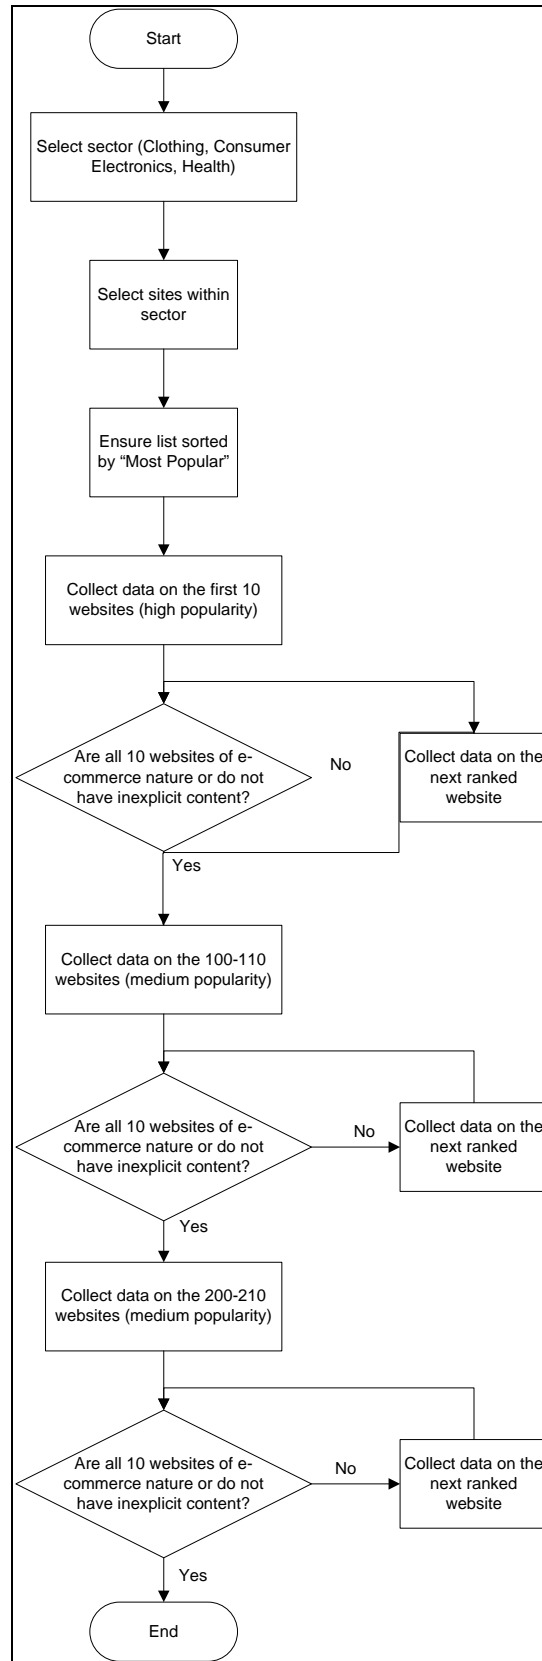 Start
Select sector (Clothing, Consumer
Electronics, Health)
Select sites within
sector
Ensure list sorted
by “Most Popular”
Collect data on the first 10
websites (high popularity)
Are all 10 websites of e-
commerce nature or do not
have inexplicit content?
No
Collect data on the
next ranked
website
Yes
Collect data on the 100-110
websites (medium popularity)
Are all 10 websites of e-
commerce nature or do not
have inexplicit content?
No
Collect data on the
next ranked
website
Yes
Collect data on the 200-210
websites (medium popularity)
Are all 10 websites of e-
commerce nature or do not
have inexplicit content?
No
Collect data on the
next ranked
website
Yes
End